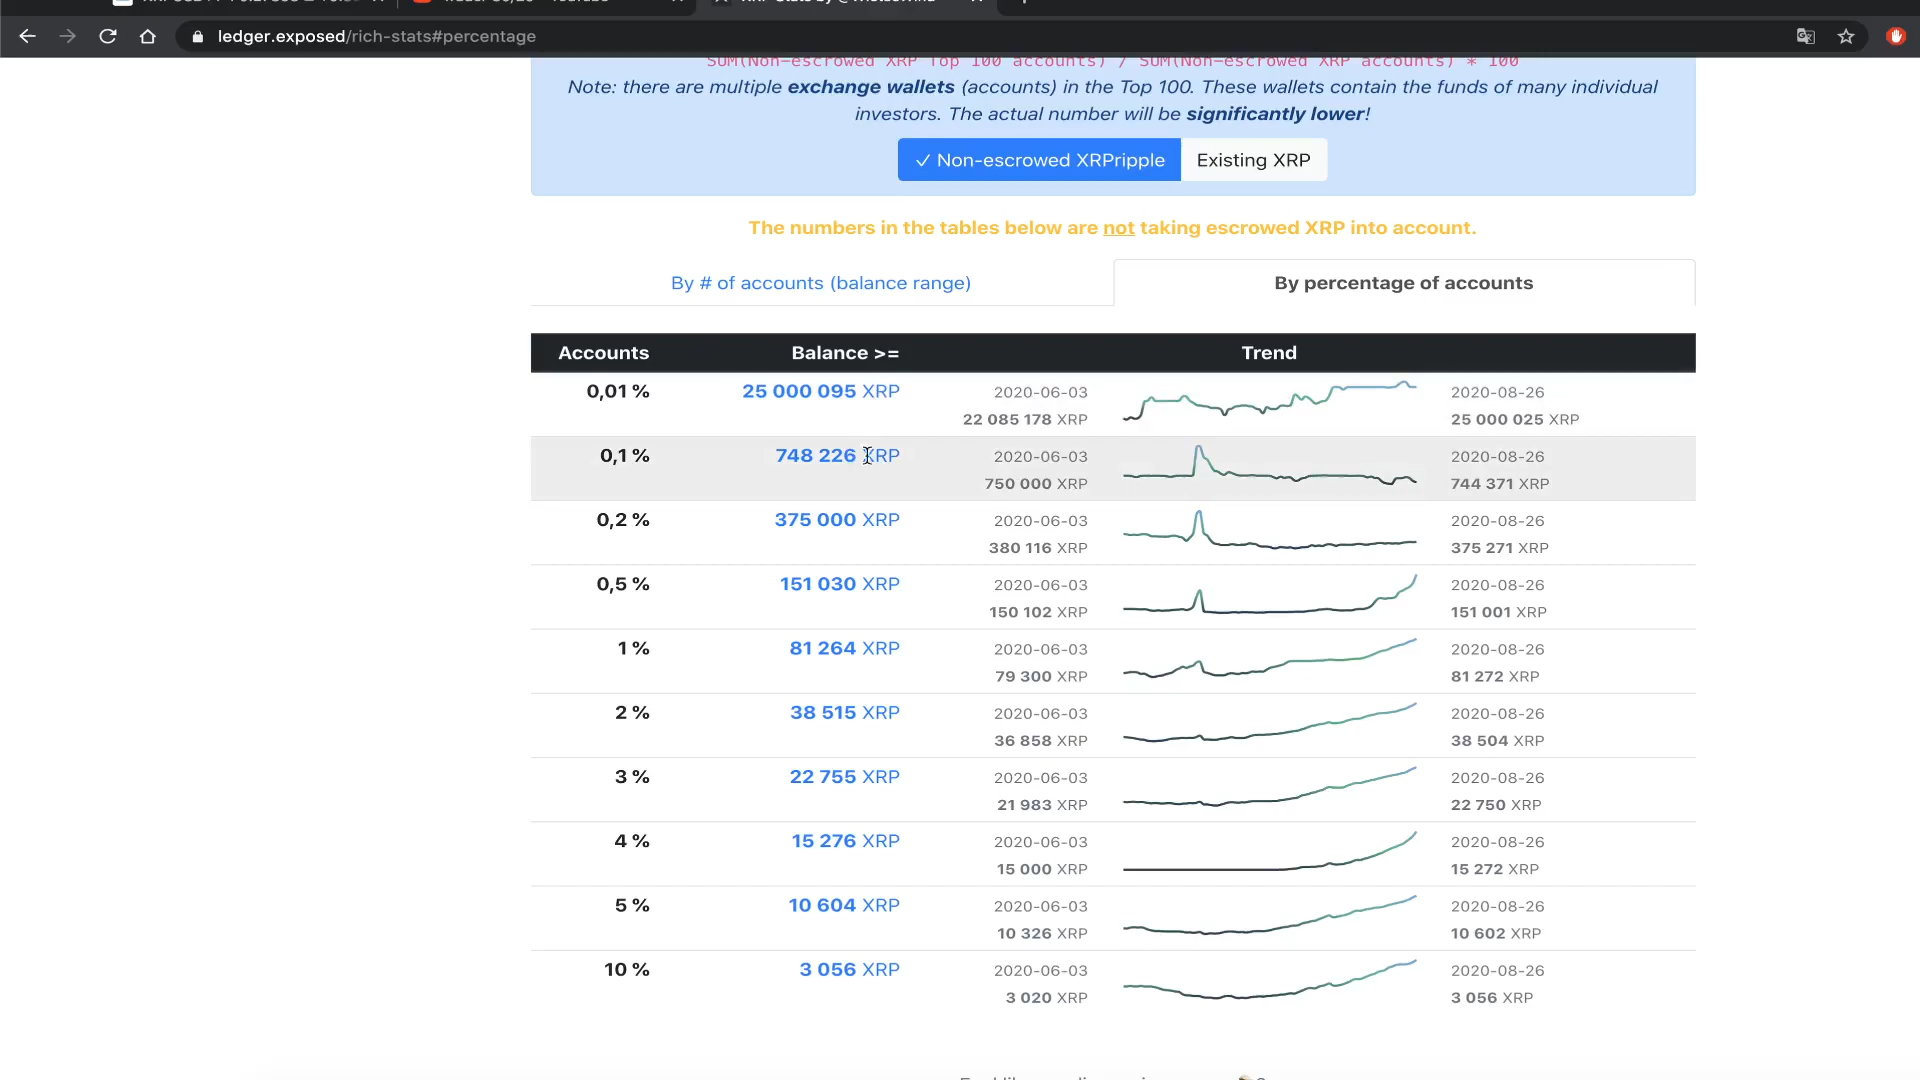 ledger.exposed/rich-stats#percentage
SUM(Non-escrowed XRP Top 100 accounts) / SUM(Non-escrowed XRP accounts) * 100
Note: there are multiple exchange wallets (accounts) in the Top 100. These wallets contain the funds of many individual
investors. The actual number will be significantly lower!
✓ Non-escrowed XRPripple Existing XRP
The numbers in the tables below are not taking escrowed XRP into account.
By # of accounts (balance range) By percentage of accounts
Accounts Balance >= Trend
0,01 % 25 000 095 XRP 2020-06-03 2020-08-26
22 085 178 XRP 25 000 025 XRP
0,1 % 748 226 XRP 2020-06-03 2020-08-26
750 000 XRP 744 371 XRP
0,2 % 375 000 XRP 2020-06-03 2020-08-26
380 116 XRP 375 271 XRP
0,5 % 151 030 XRP 2020-06-03 2020-08-26
150 102 XRP 151 001 XRP
1 % 81 264 XRP 2020-06-03 2020-08-26
79 300 XRP 81 272 XRP
2 % 38 515 XRP 2020-06-03 2020-08-26
36 858 XRP 38 504 XRP
3 % 22 755 XRP 2020-06-03 2020-08-26
21 983 XRP 22 750 XRP
4 % 15 276 XRP 2020-06-03 2020-08-26
15 000 XRP 15 272 XRP
5 % 10 604 XRP 2020-06-03 2020-08-26
10 326 XRP 10 602 XRP
10 % 3 056 XRP 2020-06-03 2020-08-26
3 020 XRP 3 056 XRP